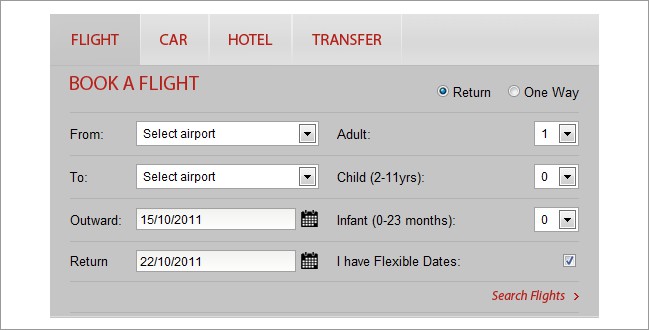 FLIGHT CAR HOTEL TRANSFER
BOOK A FLIGHT
Return One Way
From: Select airport Adult: 1
To: Select airport Child (2-11yrs): 0
Outward: 15/10/2011 Infant (0-23 months): 0
Return 22/10/2011 I have Flexible Dates:
Search Flights